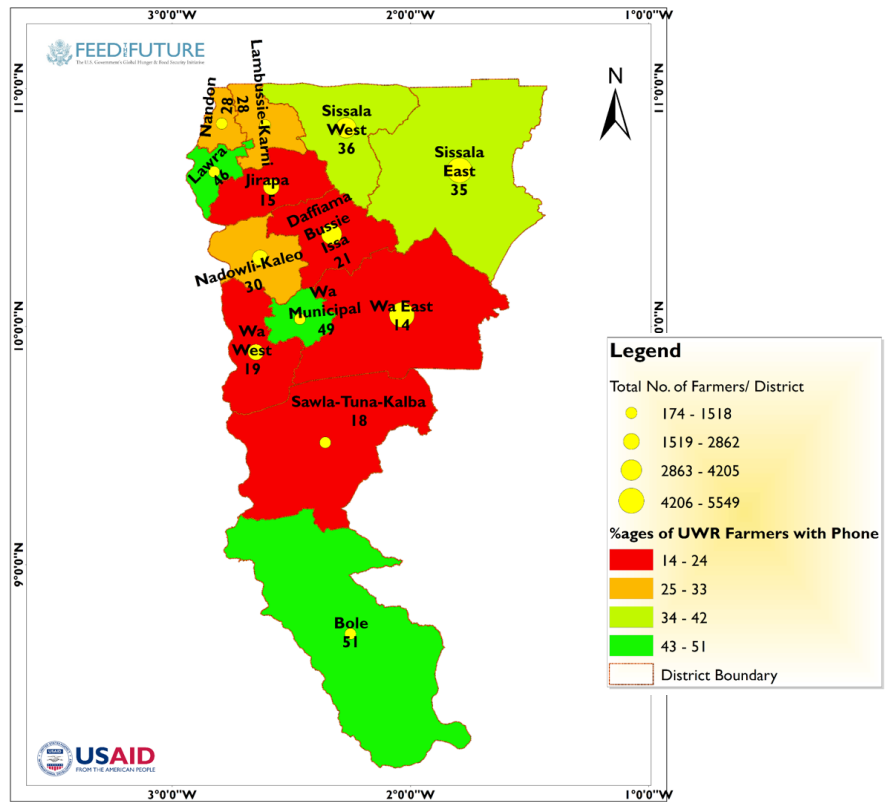 3°0'0"W 2°0'0"W 1°0'0"W
FEED THE FUTURE
The U.S. Government's Global Hunger & Food Security Initiative
N
11°0'0"N
11°0'0"N
Nandon
28
Lambussie-Karni
28
Sissala
West
36
Sissala
East
35
Lawra
46
Jirapa
15
Daffiama
Bussie
Issa
21
Nadowli-Kaleo
30
Wa
Municipal
49
Wa East
14
10°0'0"N
10°0'0"N
Wa
West
19
Sawla-Tuna-Kalba
18
9°0'0"N
Bole
51
Legend
Total No. of Farmers/ District
174 - 1518
1519 - 2862
2863 - 4205
4206 - 5549
%ages of UWR Farmers with Phone
14 - 24
25 - 33
34 - 42
43 - 51
District Boundary
USAID
FROM THE AMERICAN PEOPLE
3°0'0"W 2°0'0"W 1°0'0"W